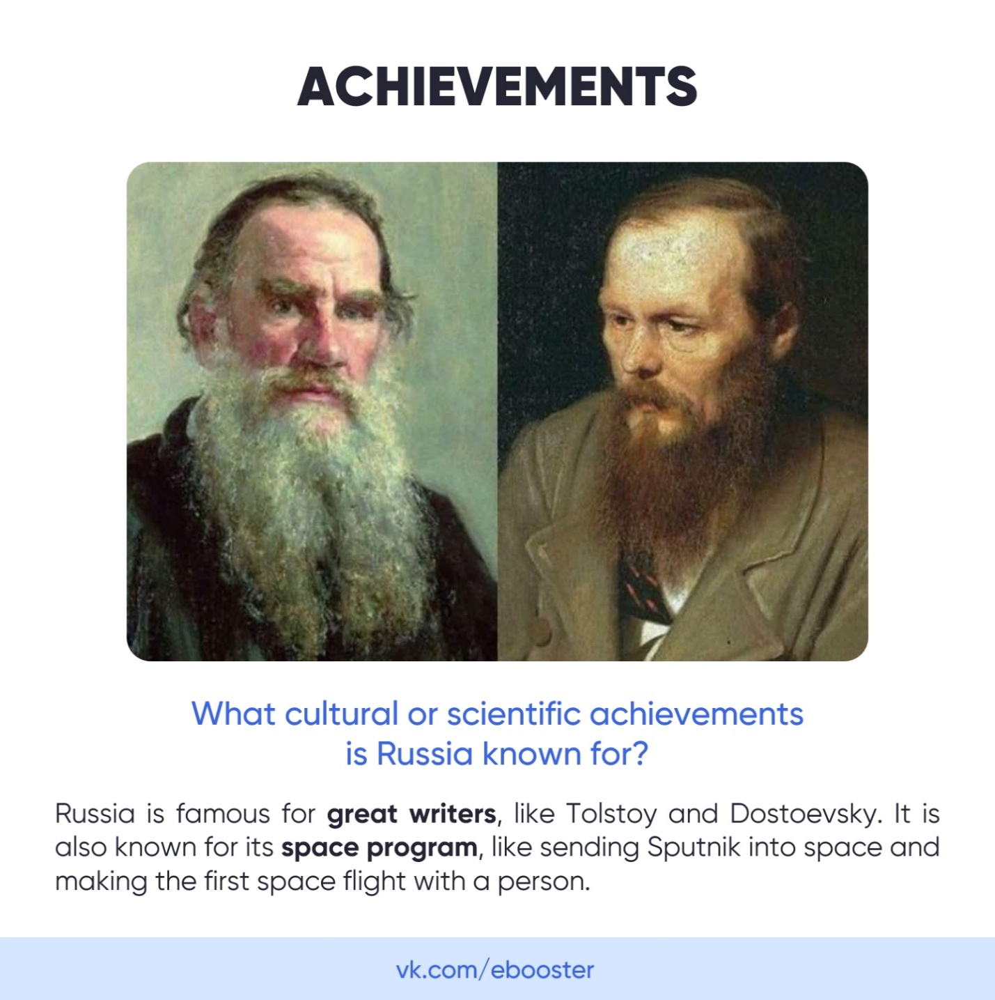 ACHIEVEMENTS
What cultural or scientific achievements
is Russia known for?
Russia is famous for great writers, like Tolstoy and Dostoevsky. It is
also known for its space program, like sending Sputnik into space and
making the first space flight with a person.
vk.com/ebooster